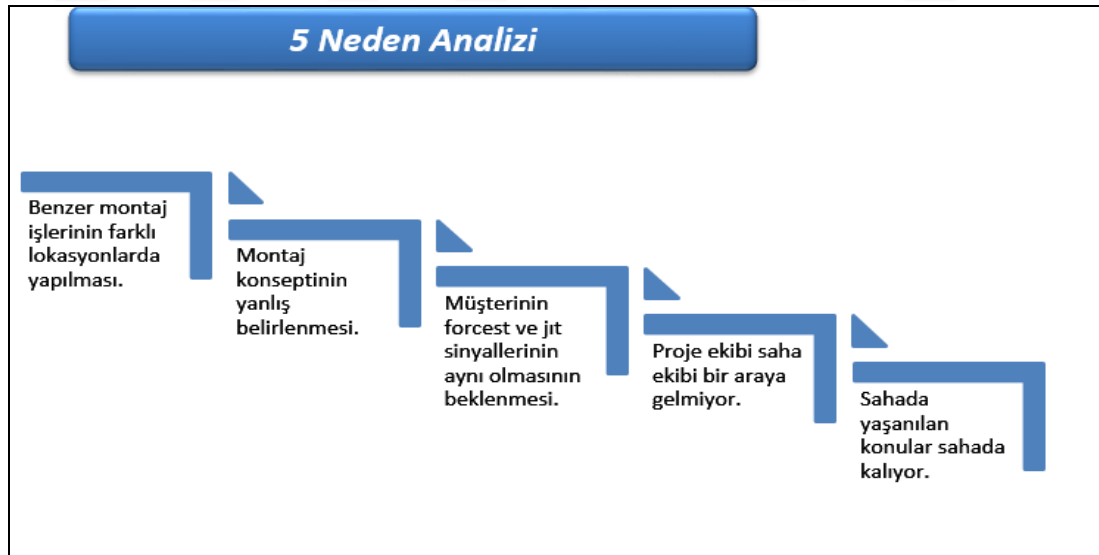 5 Neden Analizi
Benzer montaj
işlerinin farklı
lokasyonlarda
yapılması.
Montaj
konseptinin
yanlış
belirlenmesi.
Müşterinin
forcest ve jıt
sinyallerinin
aynı olmasının
beklenmesi.
Proje ekibi saha
ekibi bir araya
gelmiyor.
Sahada
yaşanılan
konular sahada
kalıyor.